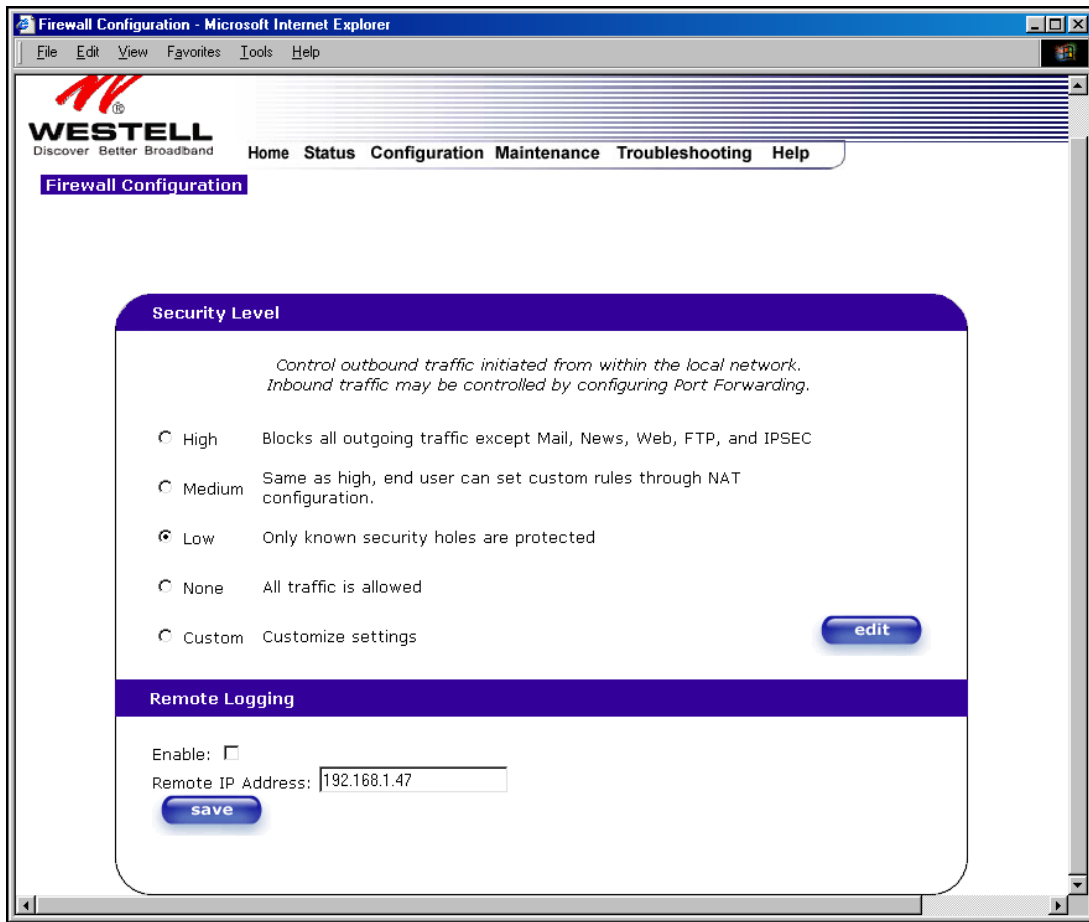 Firewall Configuration - Microsoft Internet Explorer
File Edit View Favorites Tools Help
®
WESTELL
Discover Better Broadband
Home Status Configuration Maintenance Troubleshooting Help
Firewall Configuration
Security Level
Control outbound traffic initiated from within the local network.
Inbound traffic may be controlled by configuring Port Forwarding.
High Blocks all outgoing traffic except Mail, News, Web, FTP, and IPSEC
Medium Same as high, end user can set custom rules through NAT
configuration.
Low Only known security holes are protected
None All traffic is allowed
Custom Customize settings
edit
Remote Logging
Enable:
Remote IP Address: 192.168.1.47
save